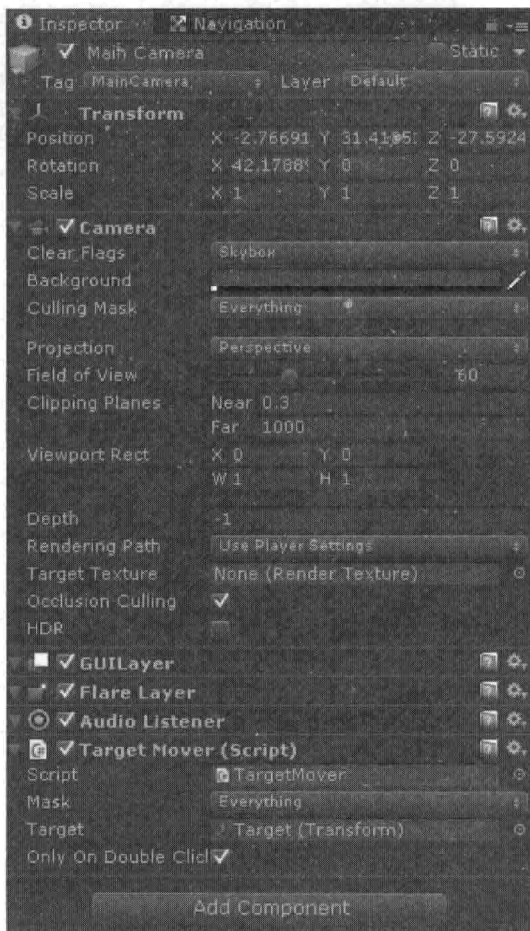 Inspector Navigation
Main Camera Static
Tag MainCamera Layer Default
Transform
Position X -2.76691 Y Z -27.5924
Rotation X 42.1788 Y 0 Z 0
Scale X 1 Y 1 Z 1
Camera
Clear Flags Skybox
Background
Culling Mask Everything
Projection Perspective
Field of View 60
Clipping Planes Near 0.3
Far 1000
Viewport Rect X 0 Y 0
W 1 H 1
Depth -1
Rendering Path Use Player Settings
Target Texture None (Render Texture)
Occlusion Culling
HDR
GUILayer
Flare Layer
Audio Listener
Target Mover (Script)
Script TargetMover
Mask Everything
Target Target (Transform)
Only On Double Clicl
Add Component